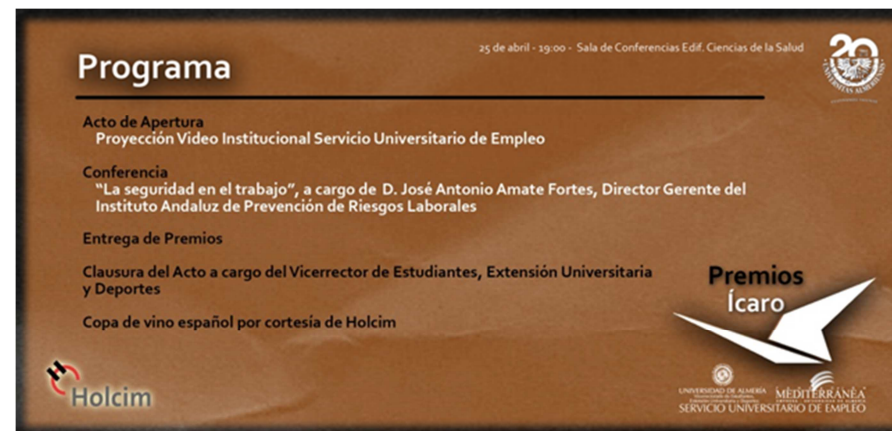 25 de abril - 19:00 - Sala de Conferencias Edif. Ciencias de la Salud
Programa
Acto de Apertura
Proyección Video Institucional Servicio Universitario de Empleo
Conferencia
"La seguridad en el trabajo", a cargo de D. José Antonio Amate Fortes, Director Gerente del
Instituto Andaluz de Prevención de Riesgos Laborales
Entrega de Premios
Clausura del Acto a cargo del Vicerrector de Estudiantes, Extensión Universitaria
y Deportes
Copa de vino español por cortesía de Holcim
Premios
Ícaro
Holcim
UNIVERSIDAD DE ALMERÍA
MEDITERRÁNEA
SERVICIO UNIVERSITARIO DE EMPLEO
20
UNIVERSITAS ALMERIENSIS